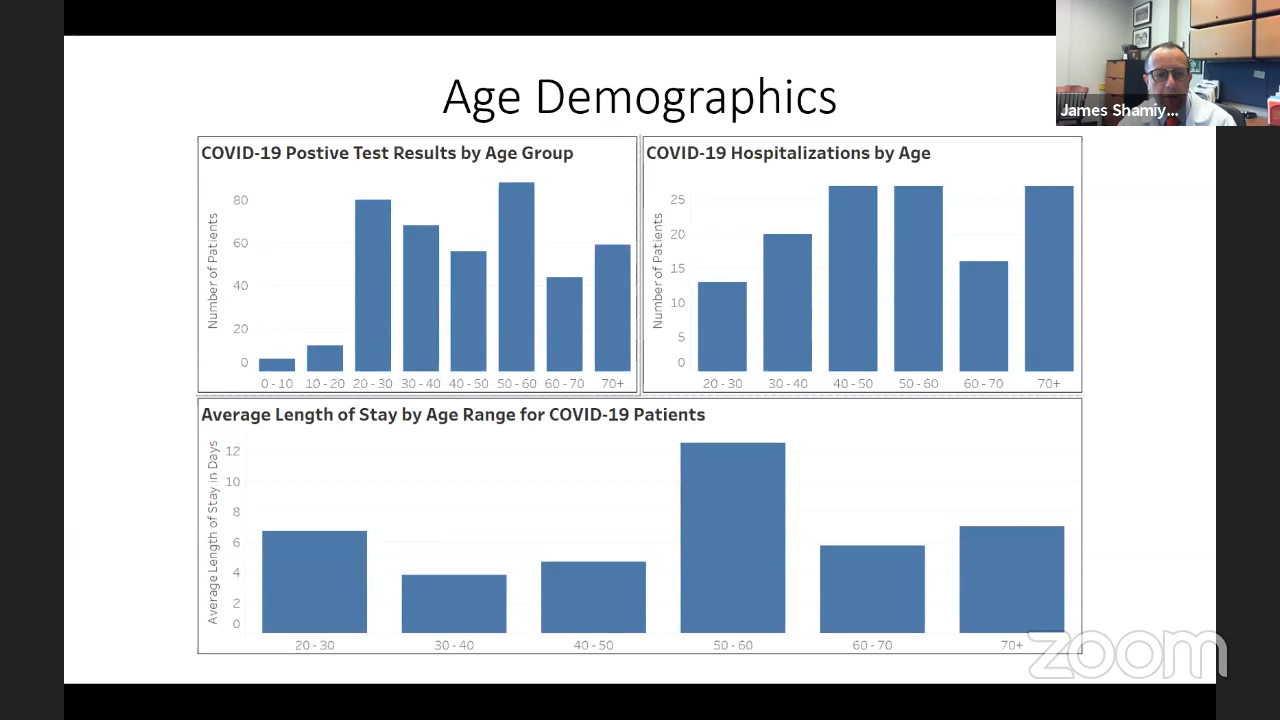 Age Demographics
James Shamiy...
COVID-19 Postive Test Results by Age Group
Number of Patients
80
60
40
20
0
0 - 10 10 - 20 20 - 30 30 - 40 40 - 50 50 - 60 60 - 70 70+
COVID-19 Hospitalizations by Age
Number of Patients
25
20
15
10
5
0
20 - 30 30 - 40 40 - 50 50 - 60 60 - 70 70+
Average Length of Stay by Age Range for COVID-19 Patients
Average Length of Stay in Days
12
10
8
6
4
2
0
20 - 30 30 - 40 40 - 50 50 - 60 60 - 70 70+
zoom